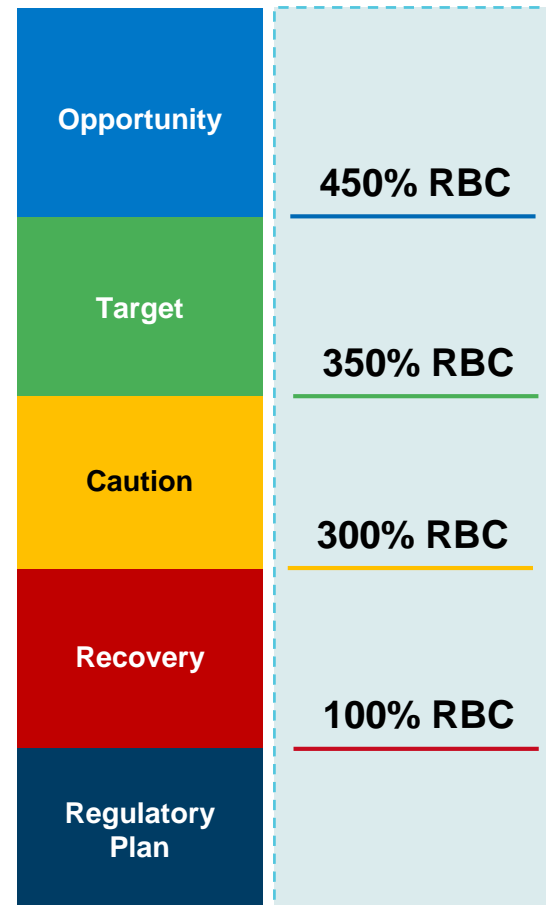 Opportunity
450% RBC
Target
350% RBC
Caution
300% RBC
Recovery
100% RBC
Regulatory
Plan